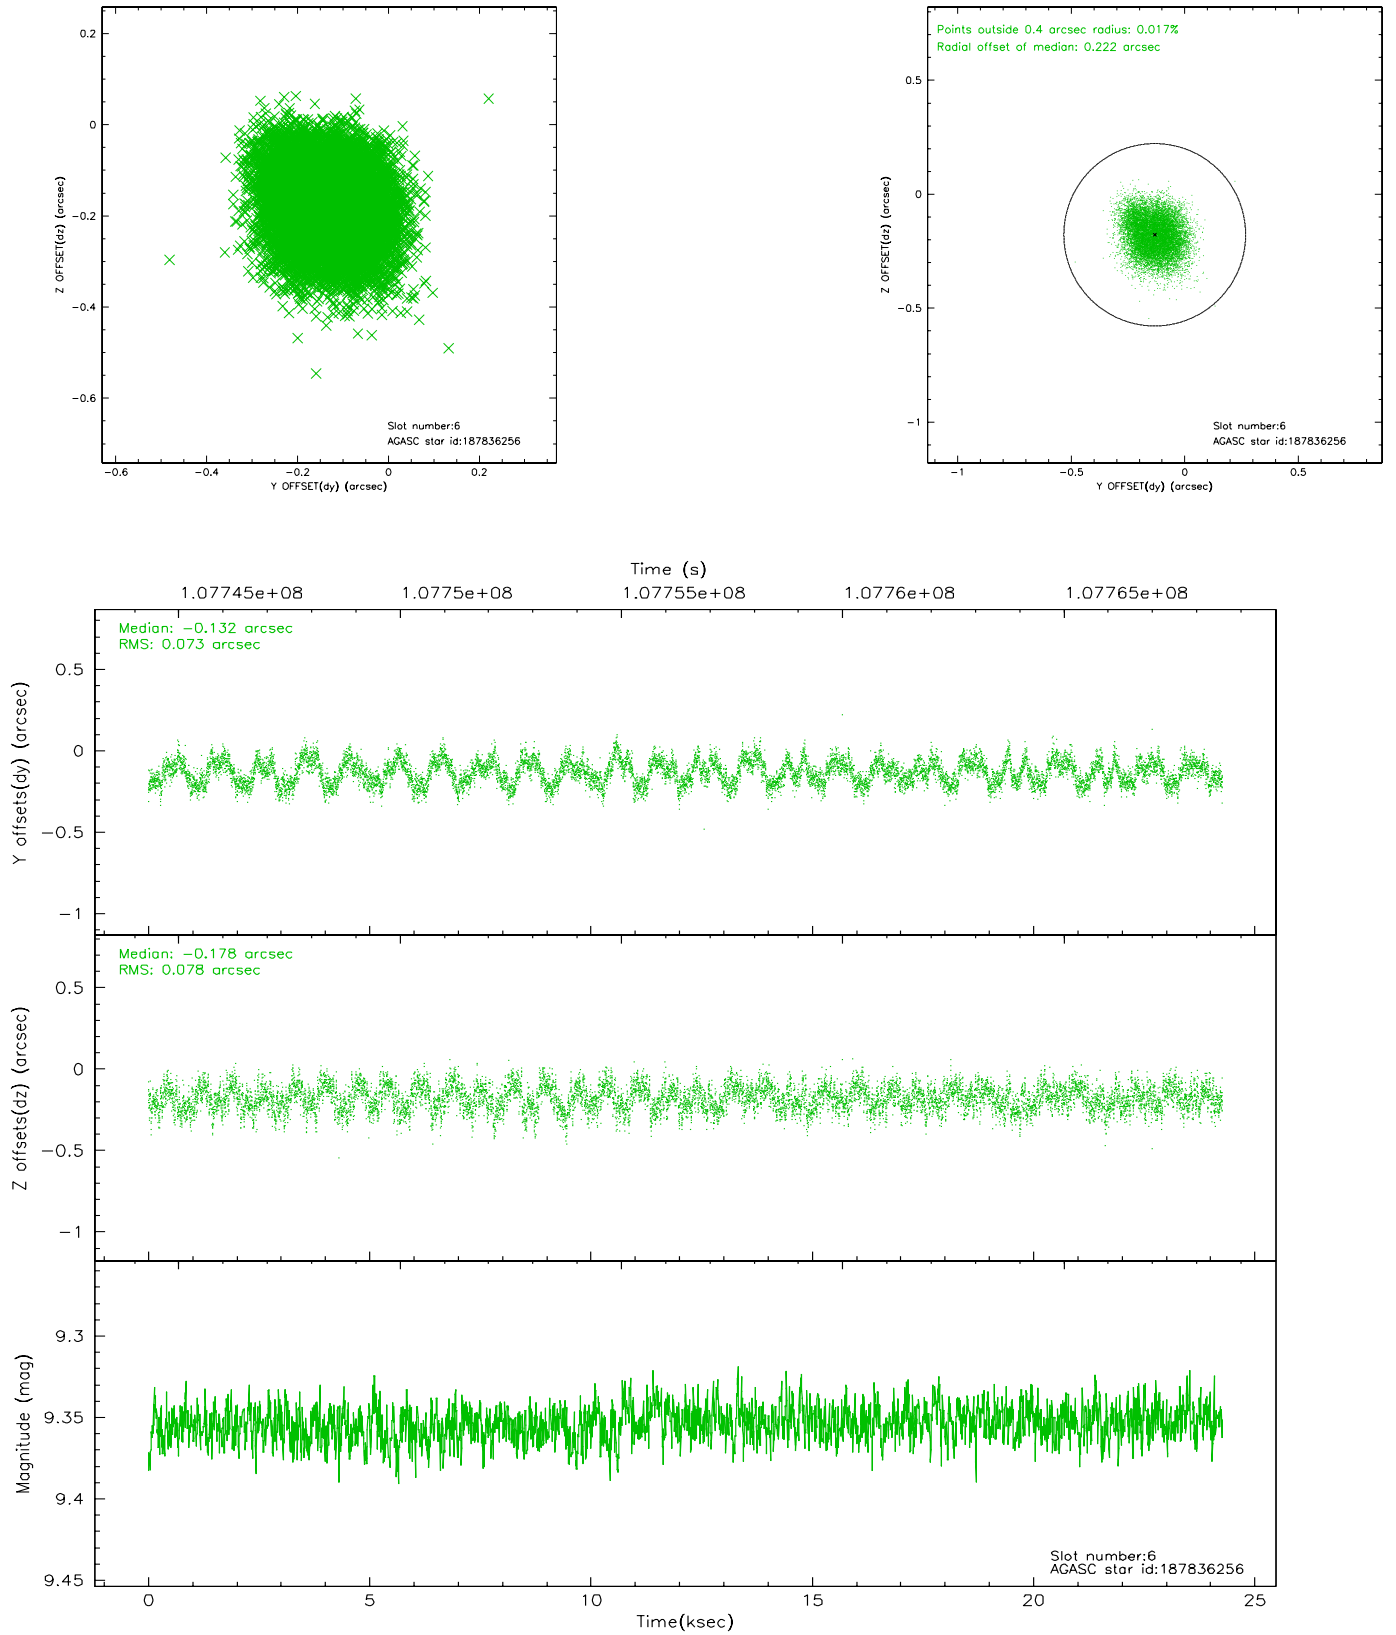 0.2
0
-0.2
-0.4
-0.6
Z OFFSET(dz) (arcsec)
Slot number:6
AGASC star id:187836256
-0.6 -0.4 -0.2 0 0.2
Y OFFSET(dy) (arcsec)
Points outside 0.4 arcsec radius: 0.017%
Radial offset of median: 0.222 arcsec
0.5
0
-0.5
-1
Z OFFSET(dz) (arcsec)
Slot number:6
AGASC star id:187836256
-1 -0.5 0 0.5
Y OFFSET(dy) (arcsec)
Time (s)
1.07745e+08 1.0775e+08 1.07755e+08 1.0776e+08 1.07765e+08
Median: -0.132 arcsec
RMS: 0.073 arcsec
0.5
0
-0.5
-1
Y offsets(dy) (arcsec)
Median: -0.178 arcsec
RMS: 0.078 arcsec
0.5
0
-0.5
-1
Z offsets(dz) (arcsec)
9.3
9.35
9.4
9.45
Magnitude (mag)
Slot number:6
AGASC star id:187836256
0 5 10 15 20 25
Time(ksec)